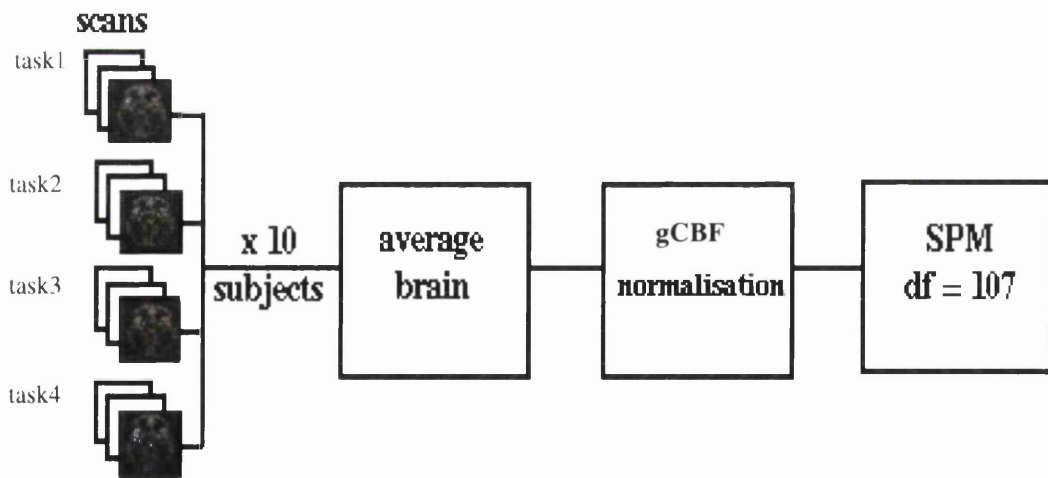 scans
task1
task2
task3
task4
x 10
subjects
average
brain
gCBF
normalisation
SPM
df = 107